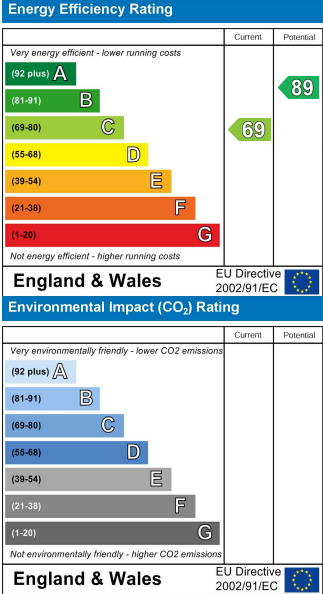 Energy Efficiency Rating
Current Potential
Very energy efficient - lower running costs
(92 plus) A
(81-91) B
(69-80) C
(55-68) D
(39-54) E
(21-38) F
(1-20) G
69
89
Not energy efficient - higher running costs
England & Wales
EU Directive
2002/91/EC
Environmental Impact (CO₂) Rating
Current Potential
Very environmentally friendly - lower CO2 emissions
(92 plus) A
(81-91) B
(69-80) C
(55-68) D
(39-54) E
(21-38) F
(1-20) G
Not environmentally friendly - higher CO2 emissions
England & Wales
EU Directive
2002/91/EC